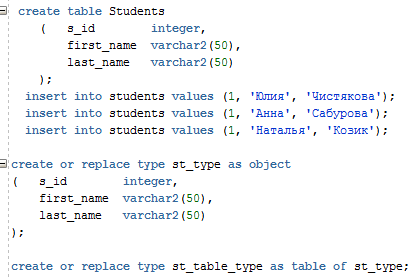 create table Students
(   s_id        integer,
    first_name  varchar2(50),
    last_name   varchar2(50)
);
insert into students values (1, 'Юлия', 'Чистякова');
insert into students values (1, 'Анна', 'Сабурова');
insert into students values (1, 'Наталья', 'Козик');
create or replace type st_type as object
(   s_id        integer,
    first_name  varchar2(50),
    last_name   varchar2(50)
);
create or replace type st_table_type as table of st_type;